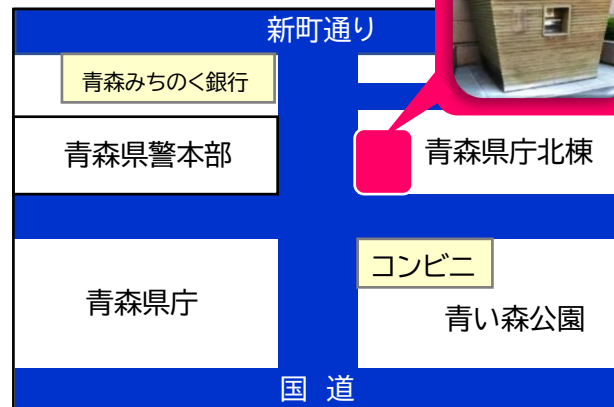 新町通り
青森みちのく銀行
青森県警本部
青森県庁北棟
コンビニ
青森県庁
青い森公園
国 道